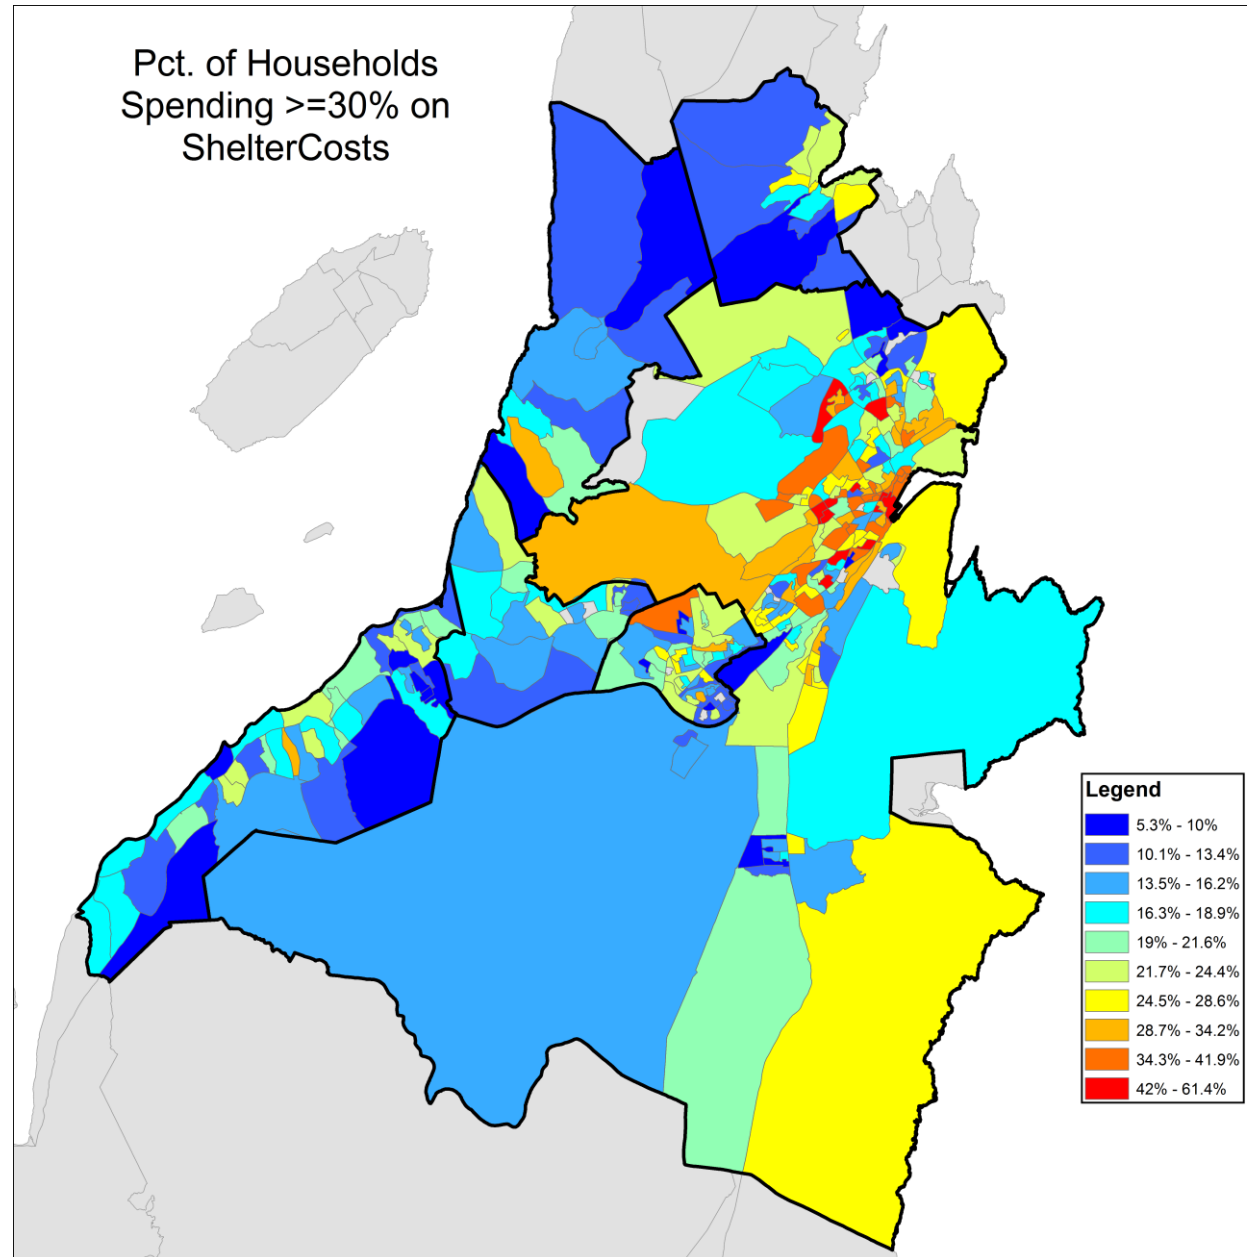 Pct. of Households
Spending >=30% on
ShelterCosts
Legend
5.3% - 10%
10.1% - 13.4%
13.5% - 16.2%
16.3% - 18.9%
19% - 21.6%
21.7% - 24.4%
24.5% - 28.6%
28.7% - 34.2%
34.3% - 41.9%
42% - 61.4%